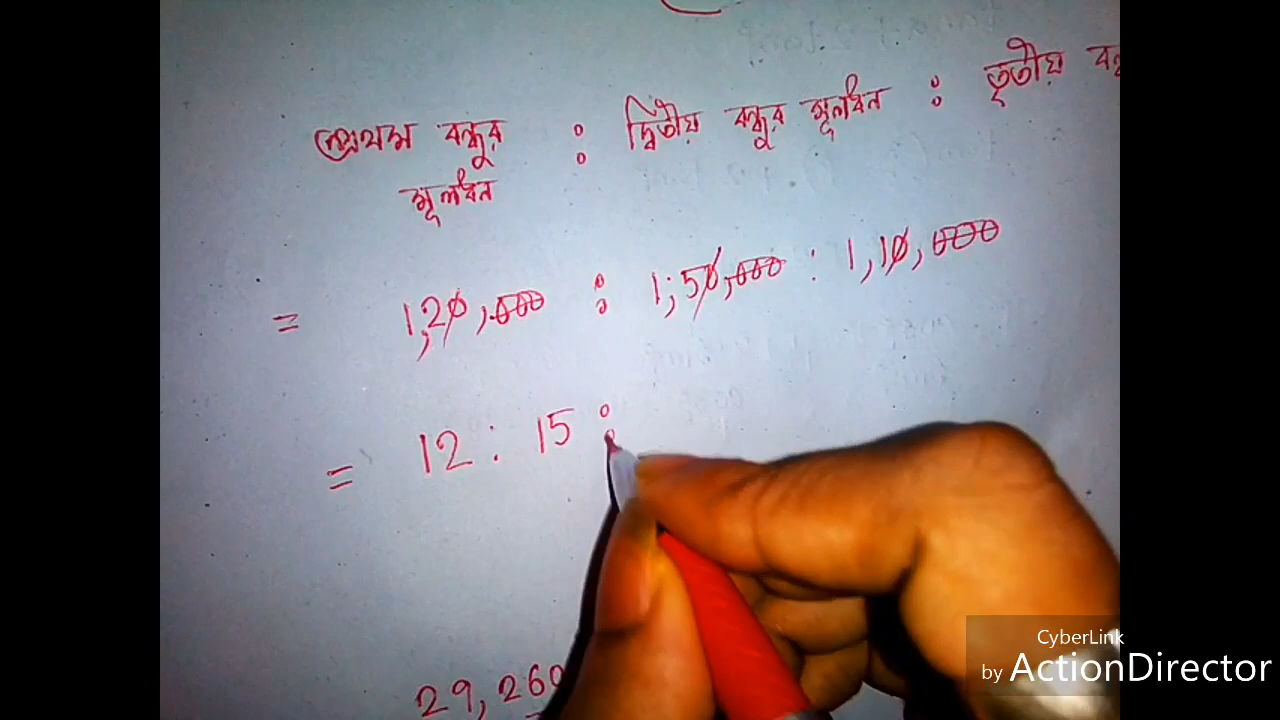 প্রথম বন্ধুর : দ্বিতীয় বন্ধুর মূলধন : তৃতীয়
মূলধন
= 1,20,000 : 1,50,000 : 1,10,000
= 12 : 15 :
29,260
CyberLink
by ActionDirector